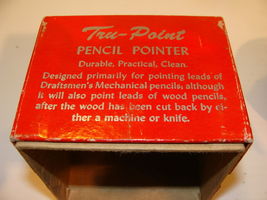 Tru-Point
PENCIL POINTER
Durable, Practical, Clean.
Designed primarily for pointing leads of
Draftsmen's Mechanical pencils, although
it will also point leads of wood pencils,
after the wood has been cut back by ei-
ther a machine or knife.